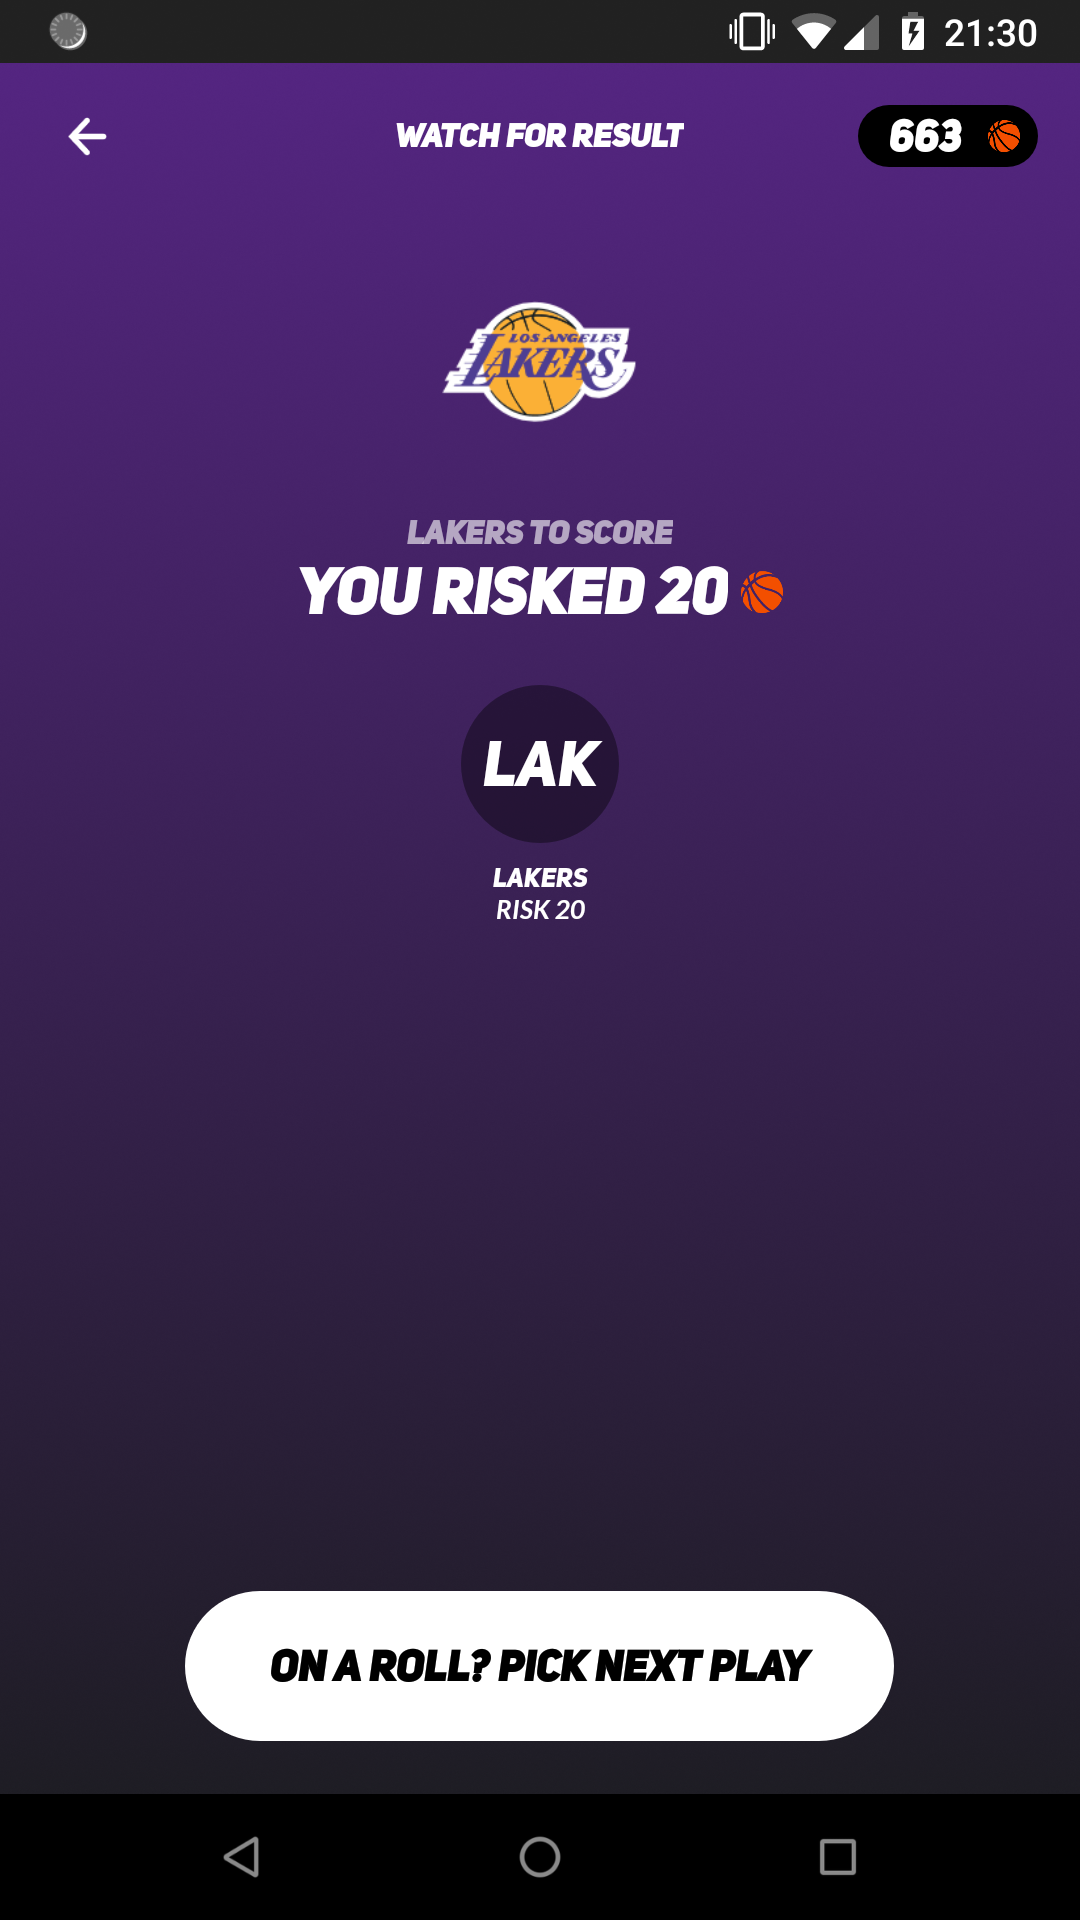 21:30
WATCH FOR RESULT
663
LOS ANGELES
LAKERS
LAKERS TO SCORE
YOU RISKED 20
LAK
LAKERS
RISK 20
ON A ROLL? PICK NEXT PLAY